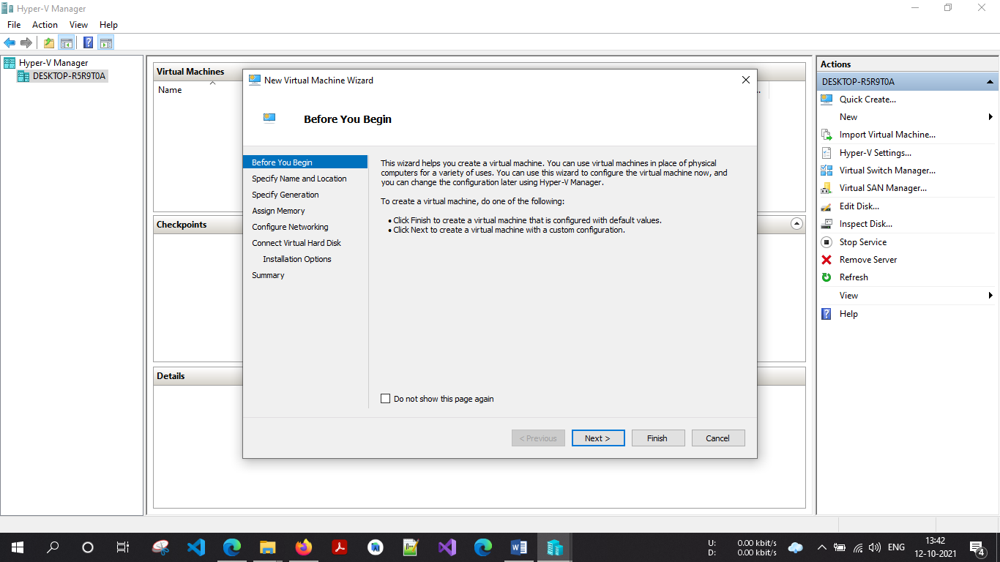 Hyper-V Manager
File Action View Help
Hyper-V Manager
DESKTOP-R5R9T0A
Virtual Machines
Name
Checkpoints
Details
New Virtual Machine Wizard
Before You Begin
Before You Begin
Specify Name and Location
Specify Generation
Assign Memory
Configure Networking
Connect Virtual Hard Disk
Installation Options
Summary
This wizard helps you create a virtual machine. You can use virtual machines in place of physical
computers for a variety of uses. You can use this wizard to configure the virtual machine now, and
you can change the configuration later using Hyper-V Manager.
To create a virtual machine, do one of the following:
• Click Finish to create a virtual machine that is configured with default values.
• Click Next to create a virtual machine with a custom configuration.
Do not show this page again
< Previous Next > Finish Cancel
Actions
DESKTOP-R5R9T0A
Quick Create...
New
Import Virtual Machine...
Hyper-V Settings...
Virtual Switch Manager...
Virtual SAN Manager...
Edit Disk...
Inspect Disk...
Stop Service
Remove Server
Refresh
View
Help
U: 0.00 kbit/s
D: 0.00 kbit/s
ENG
13:42
12-10-2021
4